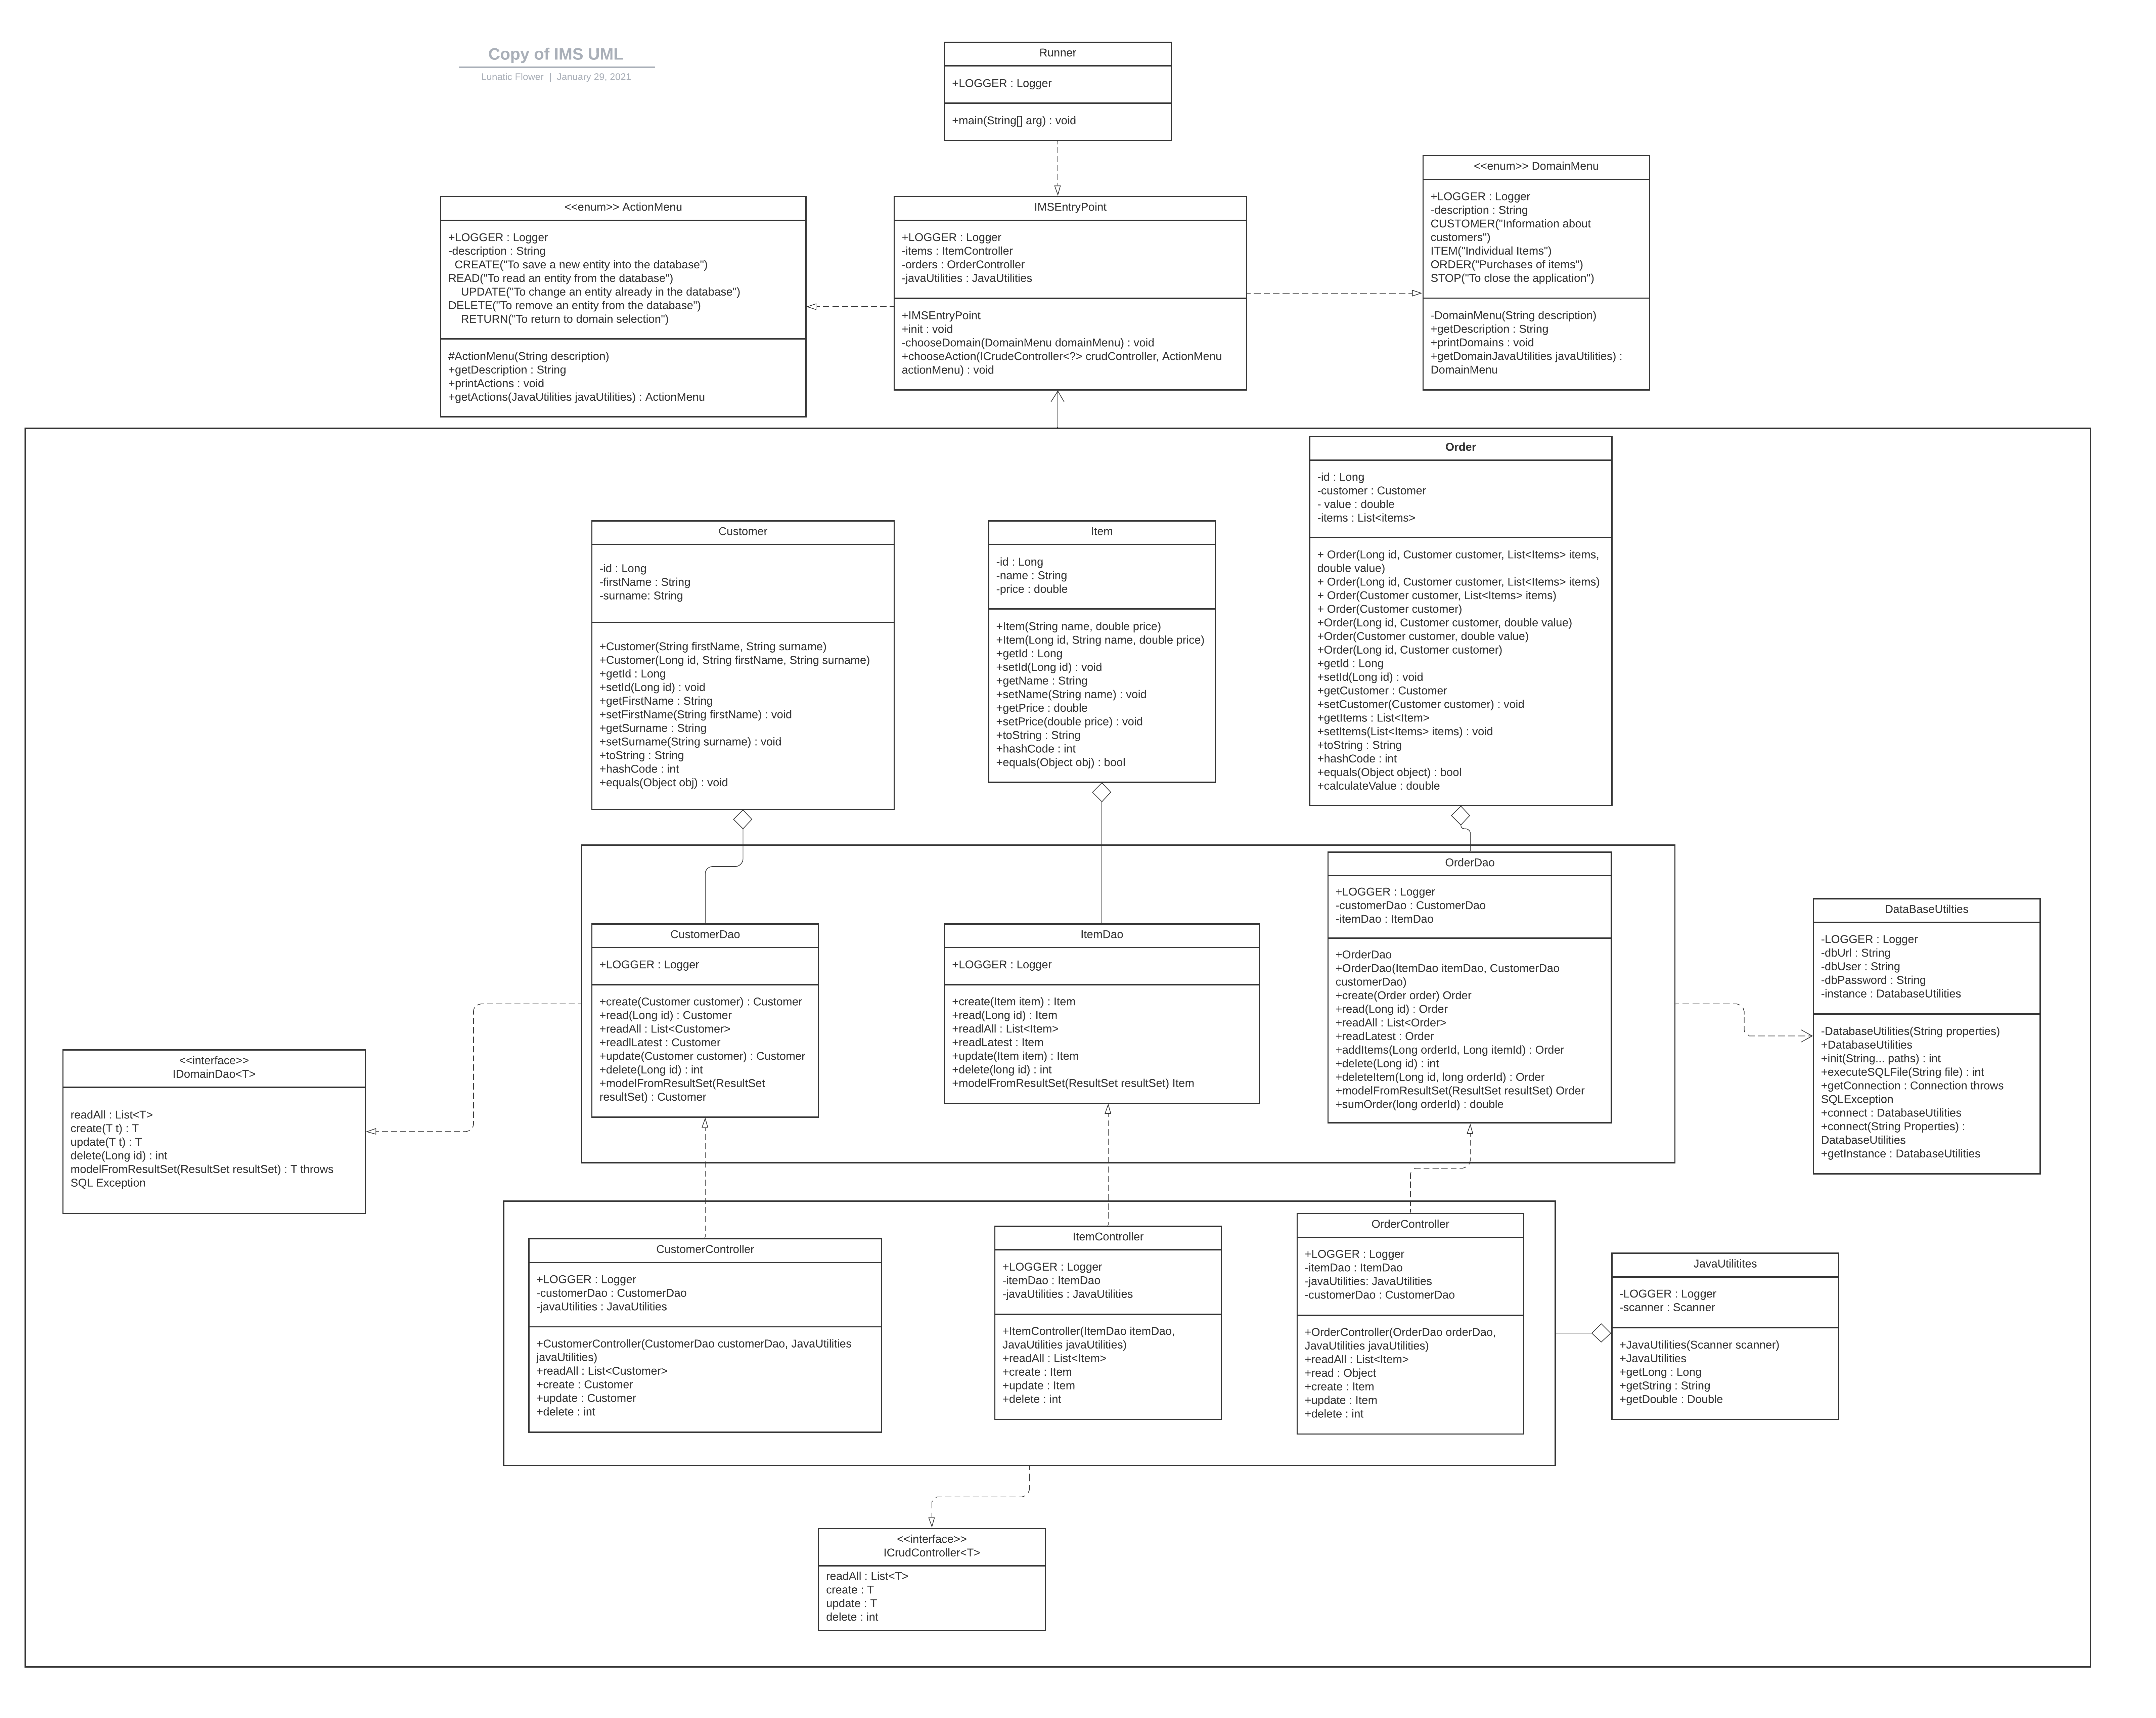 Copy of IMS UML
Lunatic Flower | January 29, 2021
Runner
+LOGGER : Logger
+main(String[] arg) : void
<<enum>> ActionMenu
+LOGGER : Logger
-description : String
CREATE("To save a new entity into the database")
READ("To read an entity from the database")
UPDATE("To change an entity already in the database")
DELETE("To remove an entity from the database")
RETURN("To return to domain selection")
#ActionMenu(String description)
+getDescription : String
+printActions : void
+getActions(JavaUtilities javaUtilities) : ActionMenu
IMSEntryPoint
+LOGGER : Logger
-items : ItemController
-orders : OrderController
-javaUtilities : JavaUtilities
+IMSEntryPoint
+init : void
-chooseDomain(DomainMenu domainMenu) : void
+chooseAction(ICrudeController<?> crudController, ActionMenu
actionMenu) : void
<<enum>> DomainMenu
+LOGGER : Logger
-description : String
CUSTOMER("Information about
customers")
ITEM("Individual Items")
ORDER("Purchases of items")
STOP("To close the application")
-DomainMenu(String description)
+getDescription : String
+printDomains : void
+getDomainJavaUtilities javaUtilities) :
DomainMenu
Customer
-id : Long
-firstName : String
-surname: String
+Customer(String firstName, String surname)
+Customer(Long id, String firstName, String surname)
+getId : Long
+setId(Long id) : void
+getFirstName : String
+setFirstName(String firstName) : void
+getSurname : String
+setSurname(String surname) : void
+toString : String
+hashCode : int
+equals(Object obj) : void
Item
-id : Long
-name : String
-price : double
+Item(String name, double price)
+Item(Long id, String name, double price)
+getId : Long
+setId(Long id) : void
+getName : String
+setName(String name) : void
+getPrice : double
+setPrice(double price) : void
+toString : String
+hashCode : int
+equals(Object obj) : bool
Order
-id : Long
-customer : Customer
- value : double
-items : List<items>
+ Order(Long id, Customer customer, List<Items> items,
double value)
+ Order(Long id, Customer customer, List<Items> items)
+ Order(Customer customer, List<Items> items)
+ Order(Customer customer)
+Order(Long id, Customer customer, double value)
+Order(Customer customer, double value)
+Order(Long id, Customer customer)
+getId : Long
+setId(Long id) : void
+getCustomer : Customer
+setCustomer(Customer customer) : void
+getItems : List<Item>
+setItems(List<Items> items) : void
+toString : String
+hashCode : int
+equals(Object object) : bool
+calculateValue : double
CustomerDao
+LOGGER : Logger
+create(Customer customer) : Customer
+read(Long id) : Customer
+readAll : List<Customer>
+readlLatest : Customer
+update(Customer customer) : Customer
+delete(Long id) : int
+modelFromResultSet(ResultSet
resultSet) : Customer
ItemDao
+LOGGER : Logger
+create(Item item) : Item
+read(Long id) : Item
+readlAll : List<Item>
+readLatest : Item
+update(Item item) : Item
+delete(long id) : int
+modelFromResultSet(ResultSet resultSet) Item
OrderDao
+LOGGER : Logger
-customerDao : CustomerDao
-itemDao : ItemDao
+OrderDao
+OrderDao(ItemDao itemDao, CustomerDao
customerDao)
+create(Order order) Order
+read(Long id) : Order
+readAll : List<Order>
+readLatest : Order
+addItems(Long orderId, Long itemId) : Order
+delete(Long id) : int
+deleteItem(Long id, long orderId) : Order
+modelFromResultSet(ResultSet resultSet) Order
+sumOrder(long orderId) : double
DataBaseUtilties
-LOGGER : Logger
-dbUrl : String
-dbUser : String
-dbPassword : String
-instance : DatabaseUtilities
-DatabaseUtilities(String properties)
+DatabaseUtilities
+init(String... paths) : int
+executeSQLFile(String file) : int
+getConnection : Connection throws
SQLException
+connect : DatabaseUtilities
+connect(String Properties) :
DatabaseUtilities
+getInstance : DatabaseUtilities
<<interface>>
IDomainDao<T>
readAll : List<T>
create(T t) : T
update(T t) : T
delete(Long id) : int
modelFromResultSet(ResultSet resultSet) : T throws
SQL Exception
CustomerController
+LOGGER : Logger
-customerDao : CustomerDao
-javaUtilities : JavaUtilities
+CustomerController(CustomerDao customerDao, JavaUtilities
javaUtilities)
+readAll : List<Customer>
+create : Customer
+update : Customer
+delete : int
ItemController
+LOGGER : Logger
-itemDao : ItemDao
-javaUtilities : JavaUtilities
+ItemController(ItemDao itemDao,
JavaUtilities javaUtilities)
+readAll : List<Item>
+create : Item
+update : Item
+delete : int
OrderController
+LOGGER : Logger
-itemDao : ItemDao
-javaUtilities: JavaUtilities
-customerDao : CustomerDao
+OrderController(OrderDao orderDao,
JavaUtilities javaUtilities)
+readAll : List<Item>
+read : Object
+create : Item
+update : Item
+delete : int
JavaUtilitites
-LOGGER : Logger
-scanner : Scanner
+JavaUtilities(Scanner scanner)
+JavaUtilities
+getLong : Long
+getString : String
+getDouble : Double
<<interface>>
ICrudController<T>
readAll : List<T>
create : T
update : T
delete : int